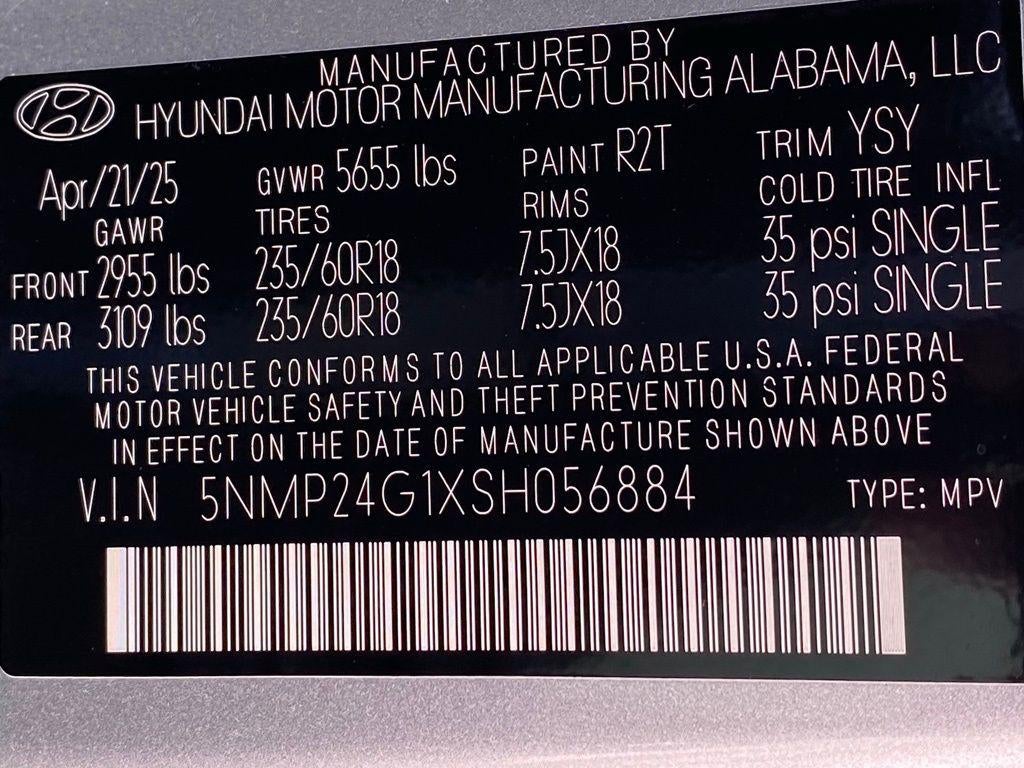 MANUFACTURED BY
HYUNDAI MOTOR MANUFACTURING ALABAMA, LLC
Apr/21/25 GVWR 5655 lbs PAINT R2T TRIM YSY
GAWR TIRES RIMS COLD TIRE INFL
FRONT 2955 lbs 235/60R18 7.5JX18 35 psi SINGLE
REAR 3109 lbs 235/60R18 7.5JX18 35 psi SINGLE
THIS VEHICLE CONFORMS TO ALL APPLICABLE U.S.A. FEDERAL
MOTOR VEHICLE SAFETY AND THEFT PREVENTION STANDARDS
IN EFFECT ON THE DATE OF MANUFACTURE SHOWN ABOVE
V.I.N 5NMP24G1XSH056884 TYPE: MPV